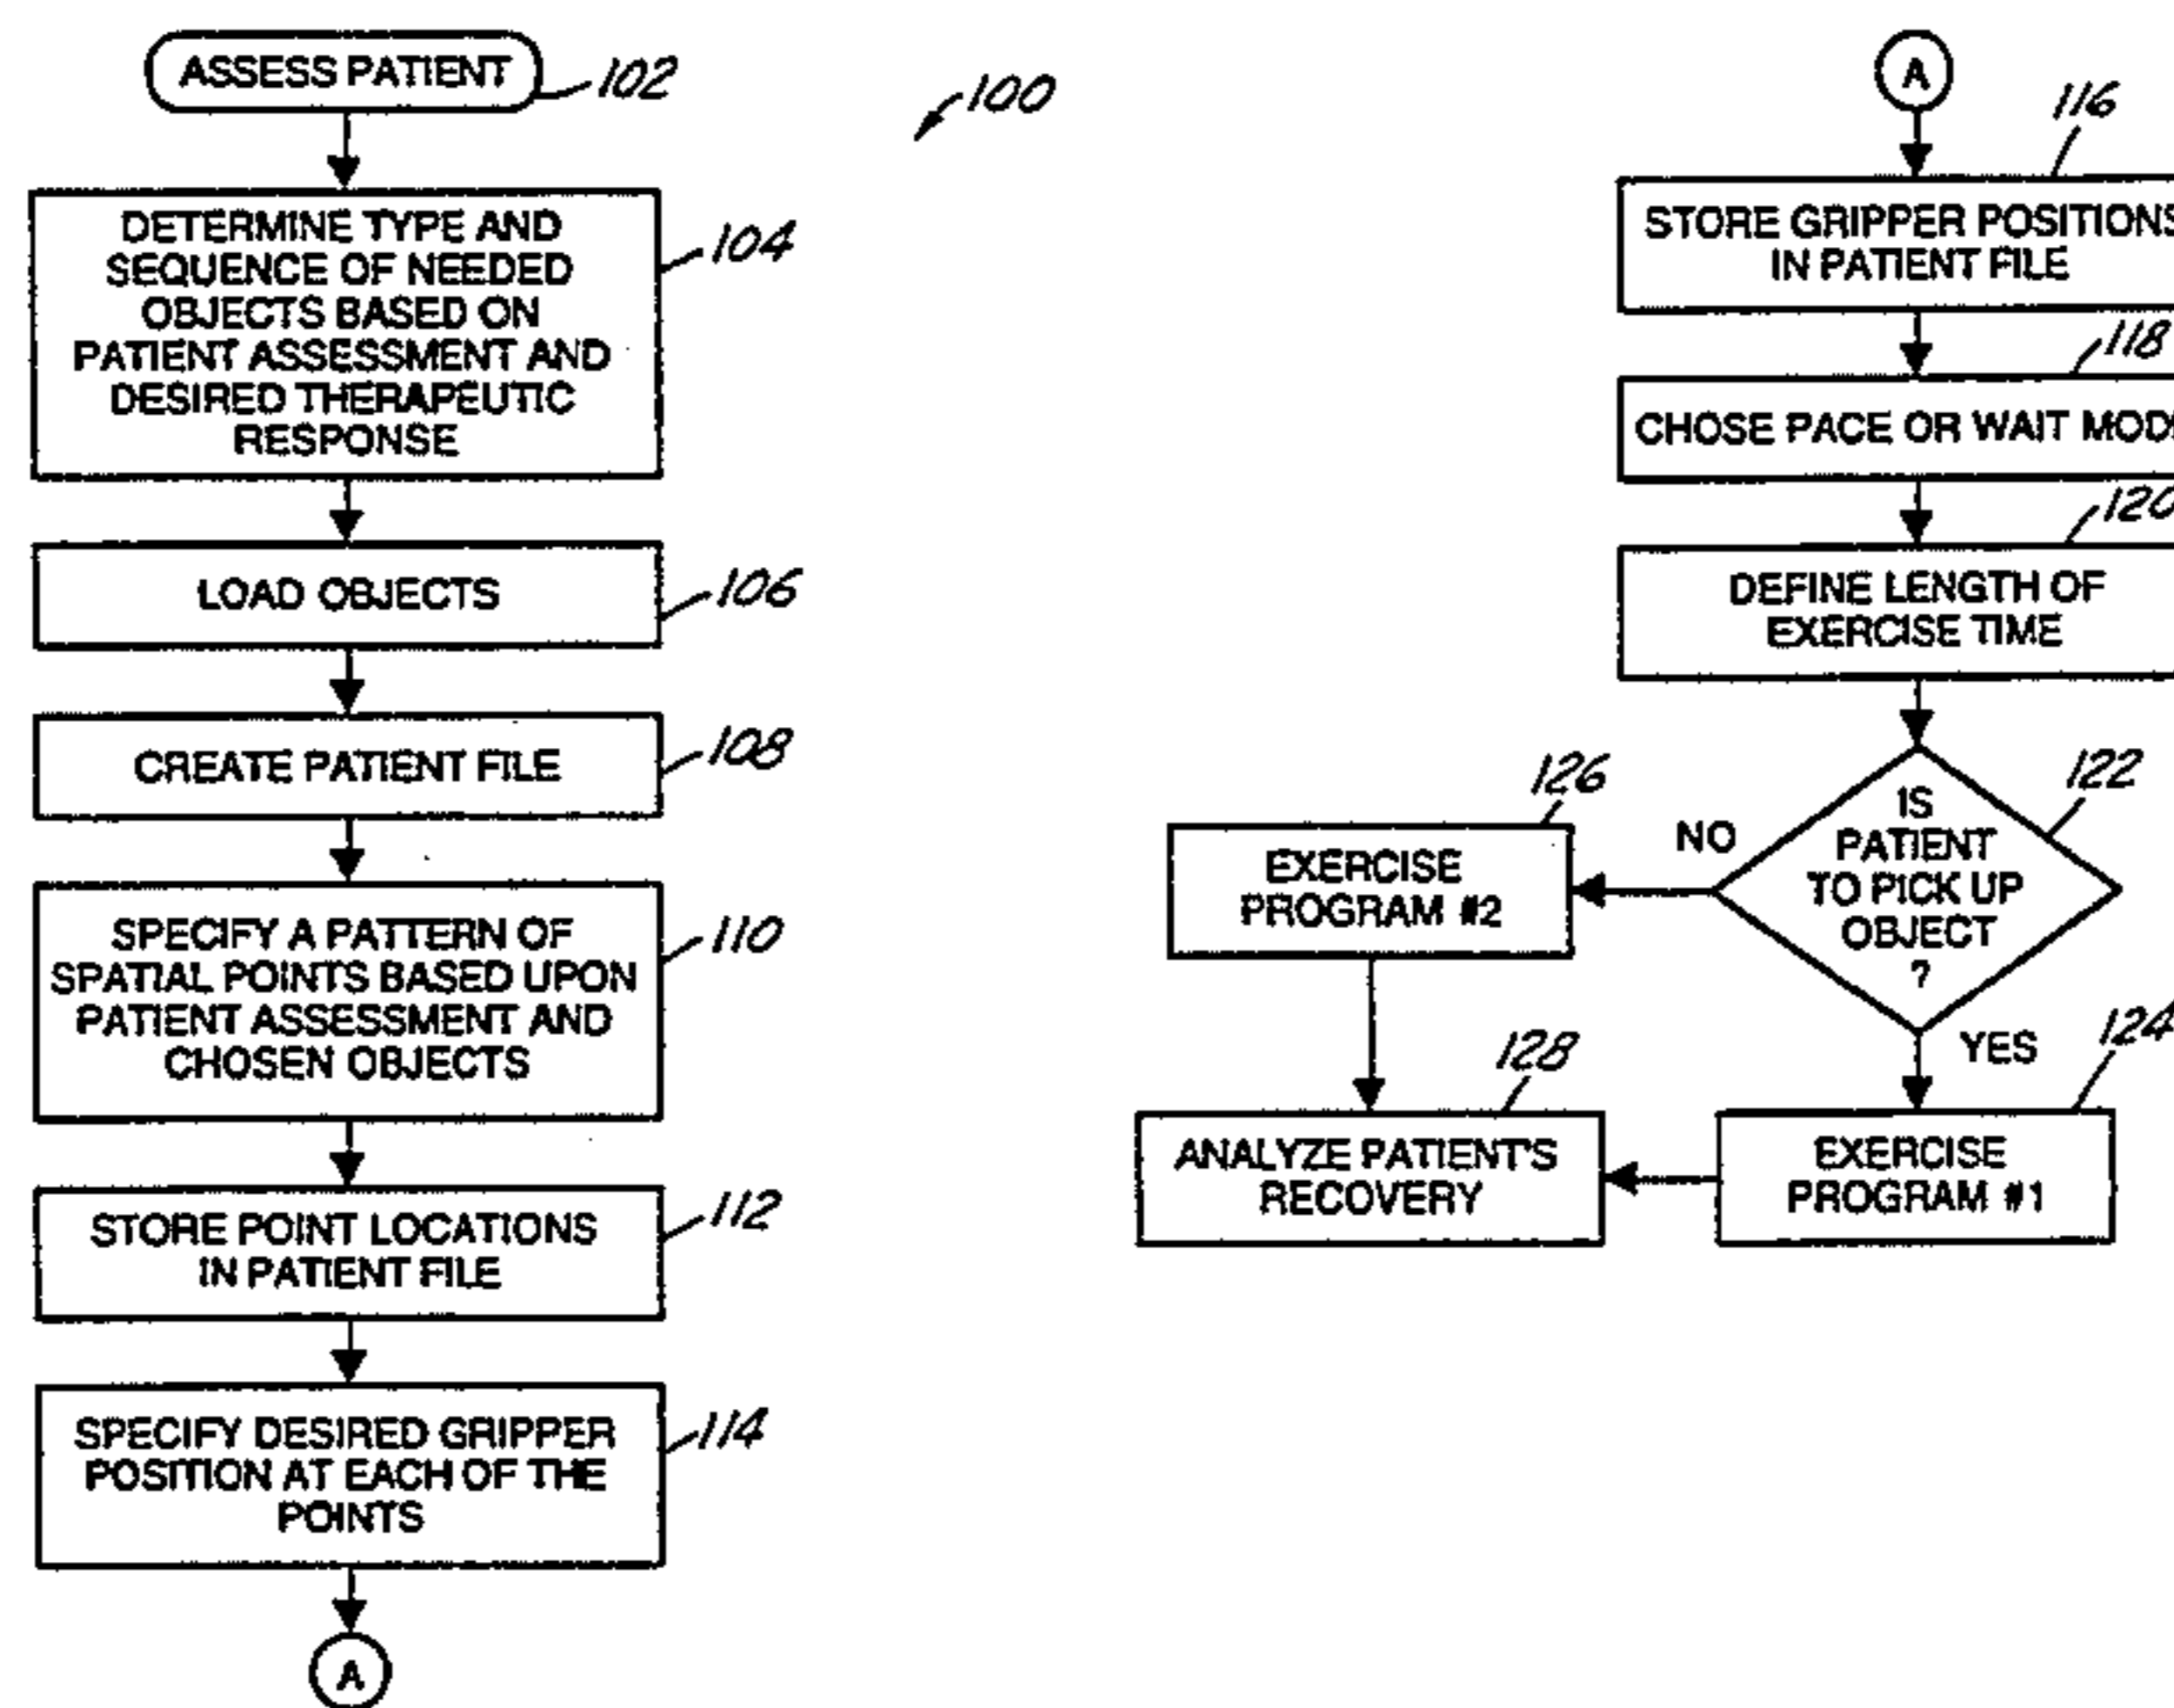 ASSESS PATIENT
102
100
DETERMINE TYPE AND
SEQUENCE OF NEEDED
OBJECTS BASED ON
PATIENT ASSESSMENT AND
DESIRED THERAPEUTIC
RESPONSE
104
LOAD OBJECTS
106
CREATE PATIENT FILE
108
SPECIFY A PATTERN OF
SPATIAL POINTS BASED UPON
PATIENT ASSESSMENT AND
CHOSEN OBJECTS
110
STORE POINT LOCATIONS
IN PATIENT FILE
112
SPECIFY DESIRED GRIPPER
POSITION AT EACH OF THE
POINTS
114
A
A
116
STORE GRIPPER POSITIONS
IN PATIENT FILE
118
CHOSE PACE OR WAIT MOD
120
DEFINE LENGTH OF
EXERCISE TIME
122
IS
PATIENT
TO PICK UP
OBJECT
?
NO
126
EXERCISE
PROGRAM #2
YES
124
EXERCISE
PROGRAM #1
128
ANALYZE PATIENT'S
RECOVERY